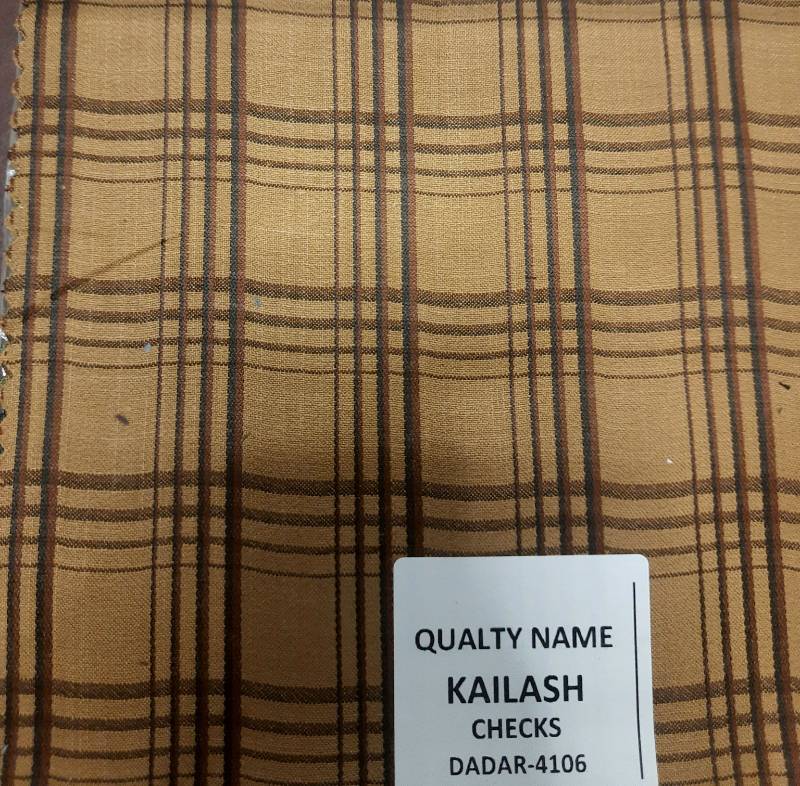 QUALTY NAME
KAILASH
CHECKS
DADAR-4106